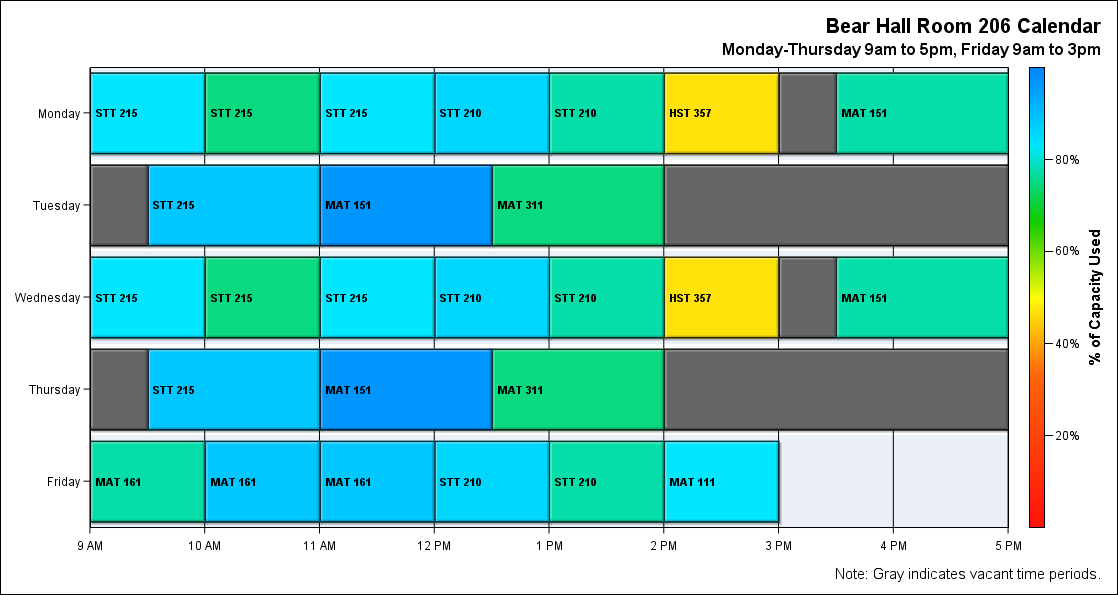 Bear Hall Room 206 Calendar
Monday-Thursday 9am to 5pm, Friday 9am to 3pm
Monday
STT 215 STT 215 STT 215 STT 210 STT 210 HST 357 MAT 151
Tuesday
STT 215 MAT 151 MAT 311
Wednesday
STT 215 STT 215 STT 215 STT 210 STT 210 HST 357 MAT 151
Thursday
STT 215 MAT 151 MAT 311
Friday
MAT 161 MAT 161 MAT 161 STT 210 STT 210 MAT 111
9 AM 10 AM 11 AM 12 PM 1 PM 2 PM 3 PM 4 PM 5 PM
80%
60%
40%
20%
% of Capacity Used
Note: Gray indicates vacant time periods.